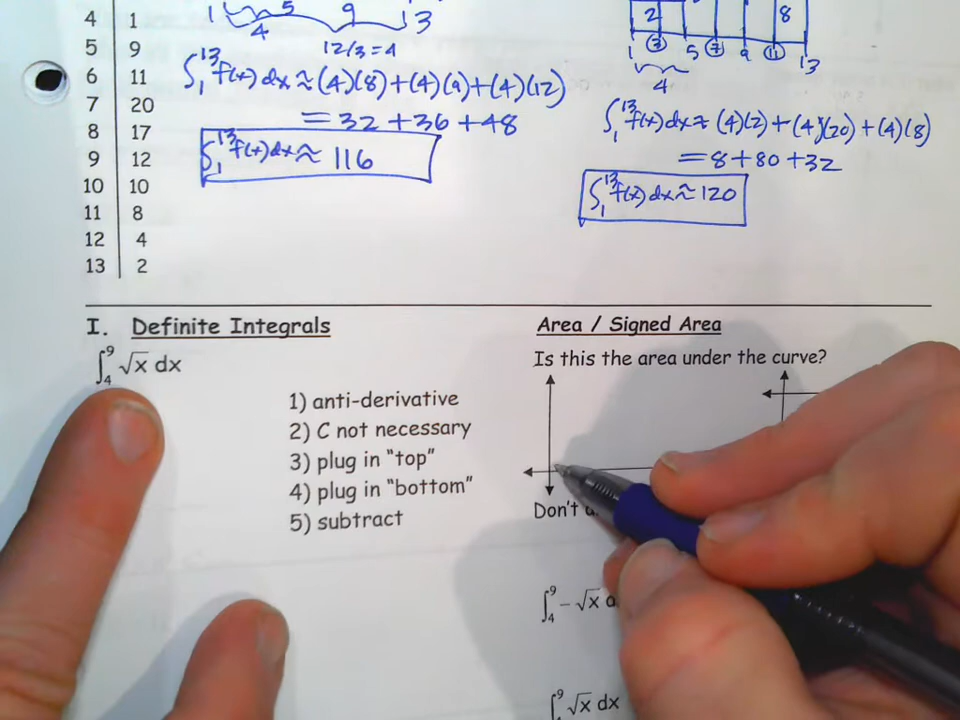 4 1
5 9
6 11
7 20
8 17
9 12
10 10
11 8
12 4
13 2
1 5 9 13
4
12/3=4
∫₁¹³ f(x) dx ≈ (4)(8)+(4)(9)+(4)(12)
= 32 + 36 + 48
∫₁¹³ f(x) dx ≈ 116
2 8
1 3 5 7 9 11 13
4
∫₁¹³ f(x) dx ≈ (4)(2)+(4)(20)+(4)(8)
= 8+80+32
∫₁¹³ f(x) dx ≈ 120
I. Definite Integrals
∫₄⁹ √x dx
1) anti-derivative
2) C not necessary
3) plug in "top"
4) plug in "bottom"
5) subtract
Area / Signed Area
Is this the area under the curve?
Don't
∫₄⁹ -√x
∫ ⁹ √x dx